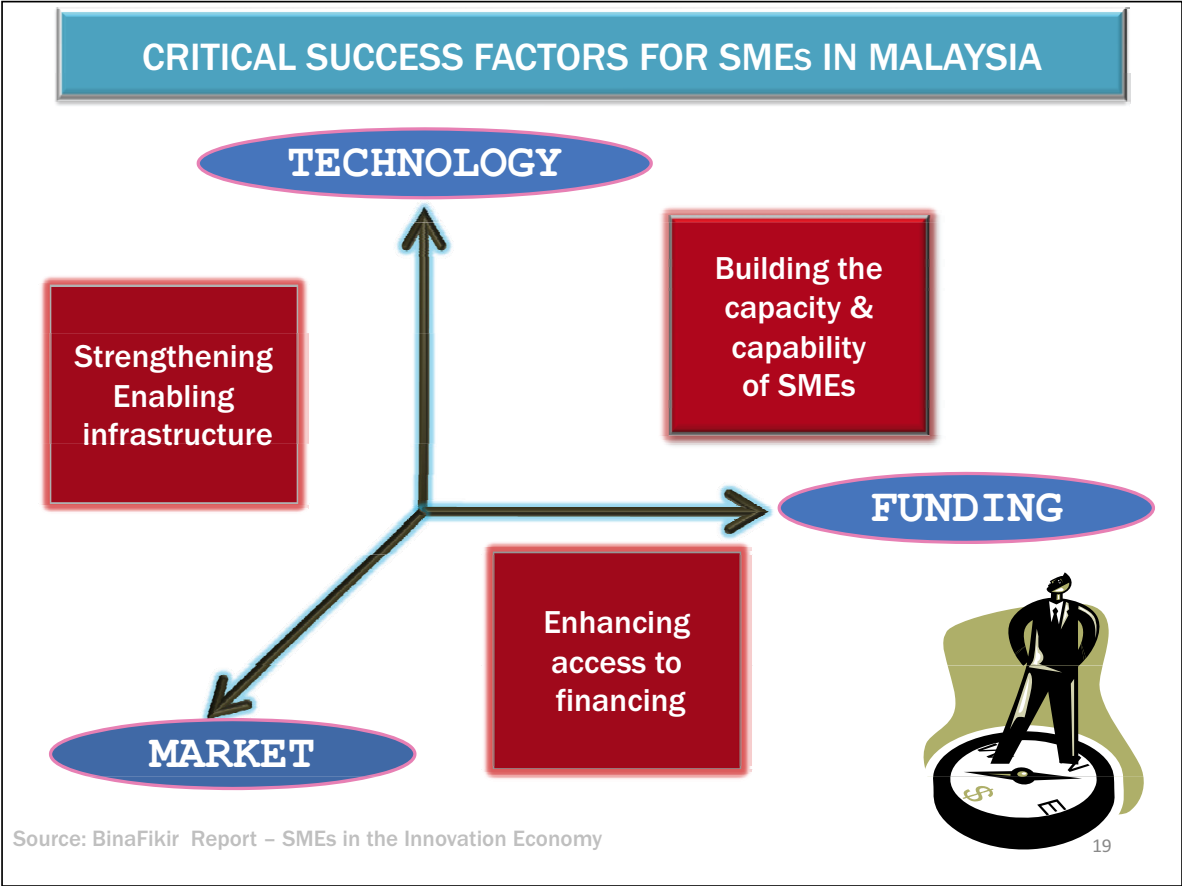 CRITICAL SUCCESS FACTORS FOR SMEs IN MALAYSIA
TECHNOLOGY
Building the
capacity &
capability
of SMEs
Strengthening
Enabling
infrastructure
FUNDING
Enhancing
access to
financing
MARKET
W
N
$
E
Source: BinaFikir Report – SMEs in the Innovation Economy
19